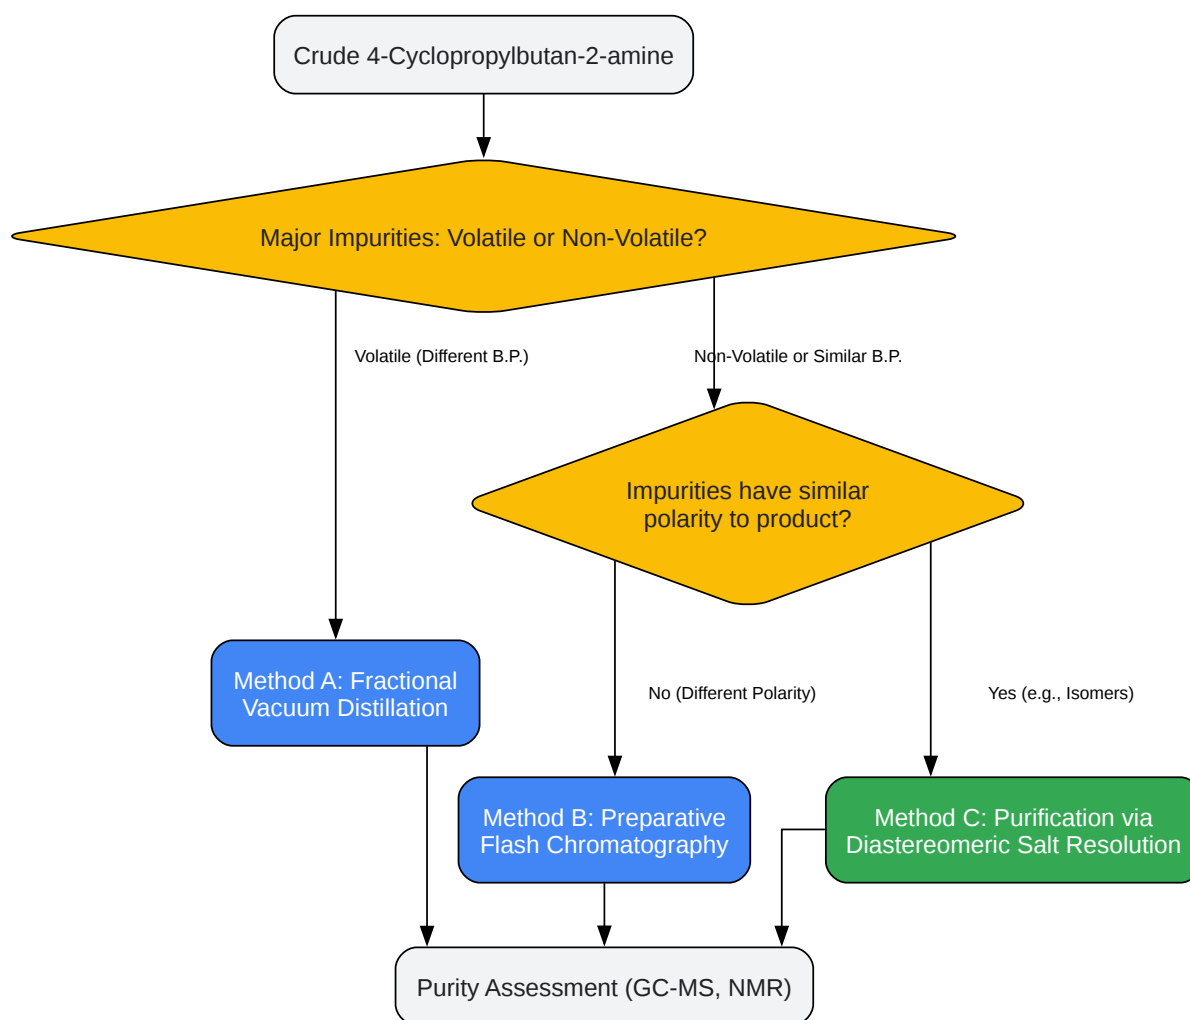 Crude 4-Cyclopropylbutan-2-amine
Major Impurities: Volatile or Non-Volatile?
Volatile (Different B.P.)
Non-Volatile or Similar B.P.
Impurities have similar
polarity to product?
Method A: Fractional
Vacuum Distillation
No (Different Polarity)
Yes (e.g., Isomers)
Method B: Preparative
Flash Chromatography
Method C: Purification via
Diastereomeric Salt Resolution
Purity Assessment (GC-MS, NMR)